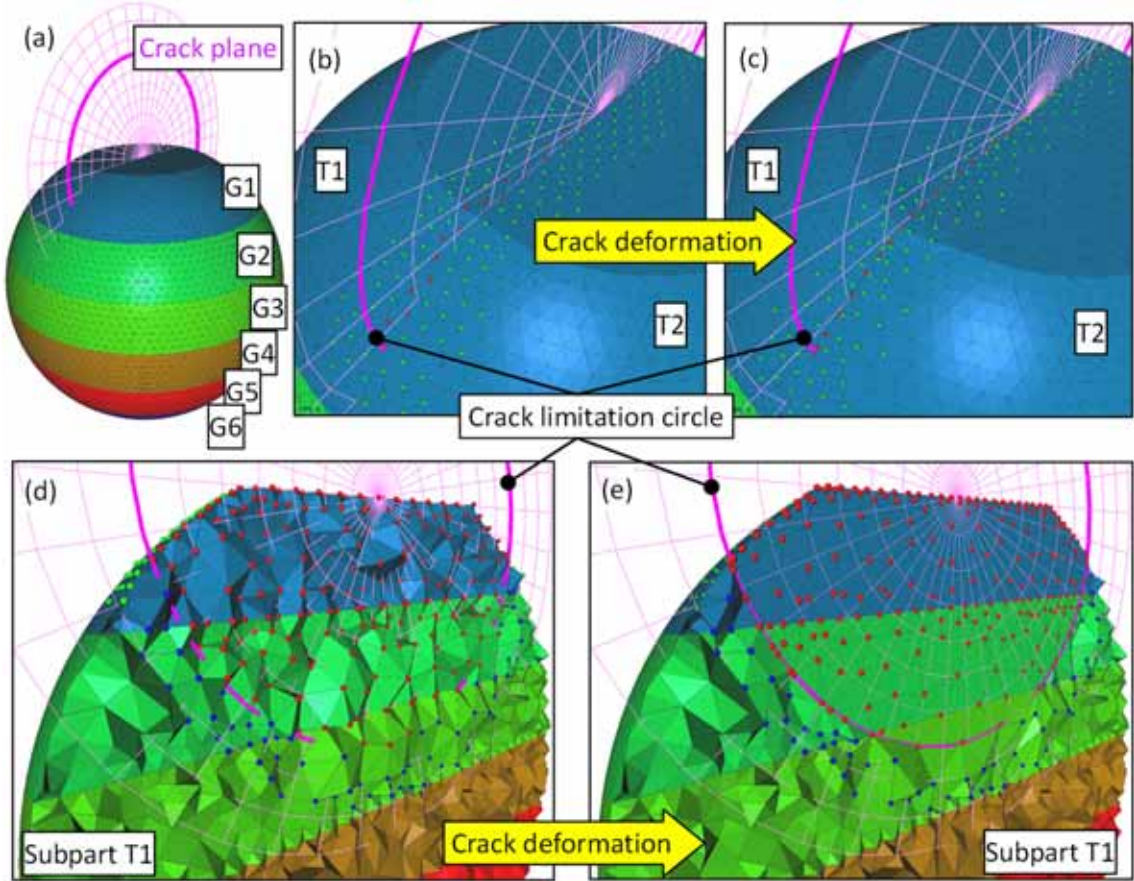 (a)
Crack plane
G1
G2
G3
G4
G5
G6
(b)
T1
T2
(c)
T1
T2
Crack deformation
Crack limitation circle
(d)
Subpart T1
(e)
Crack deformation
Subpart T1